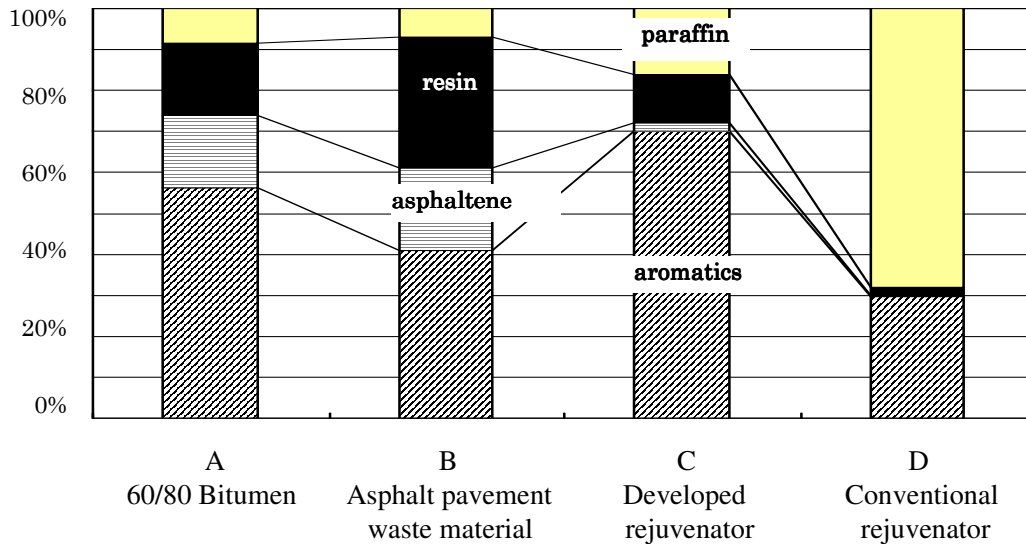 100%
80%
60%
40%
20%
0%
paraffin
resin
asphaltene
aromatics
A
60/80 Bitumen
B
Asphalt pavement
waste material
C
Developed
rejuvenator
D
Conventional
rejuvenator